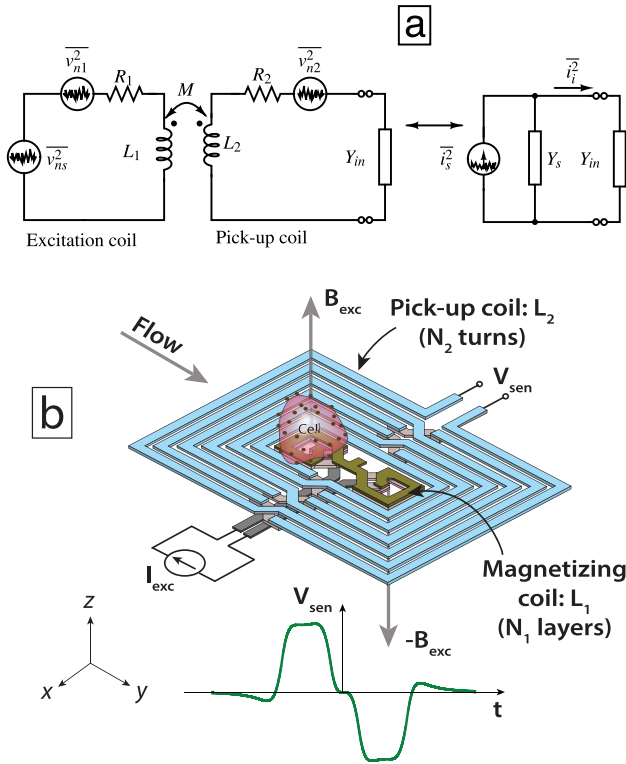 a
v²n1
R₁
M
R₂
v²n2
i²i
v²ns
L₁
L₂
Yin
i²s
Ys
Yin
Excitation coil
Pick-up coil
b
Flow
Bexc
Pick-up coil: L₂
(N₂ turns)
Vsen
Cell
Iexc
Magnetizing
coil: L₁
(N₁ layers)
Vsen
-Bexc
z
x
y
t